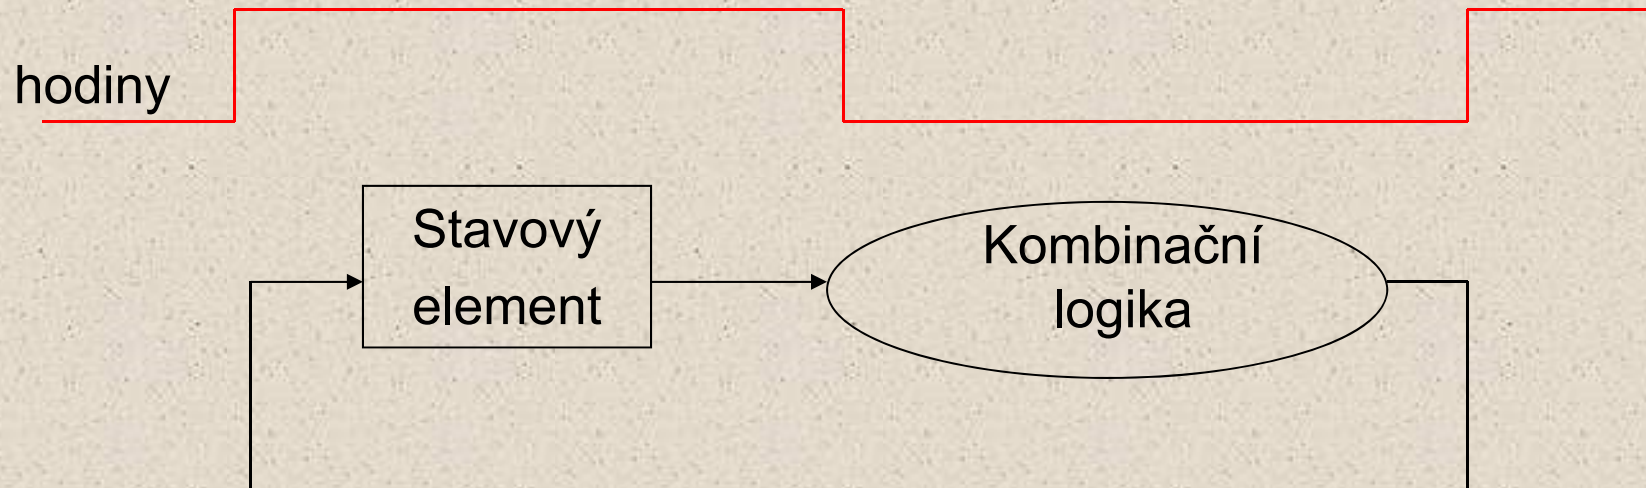 hodiny
Stavový
element
Kombinační
logika